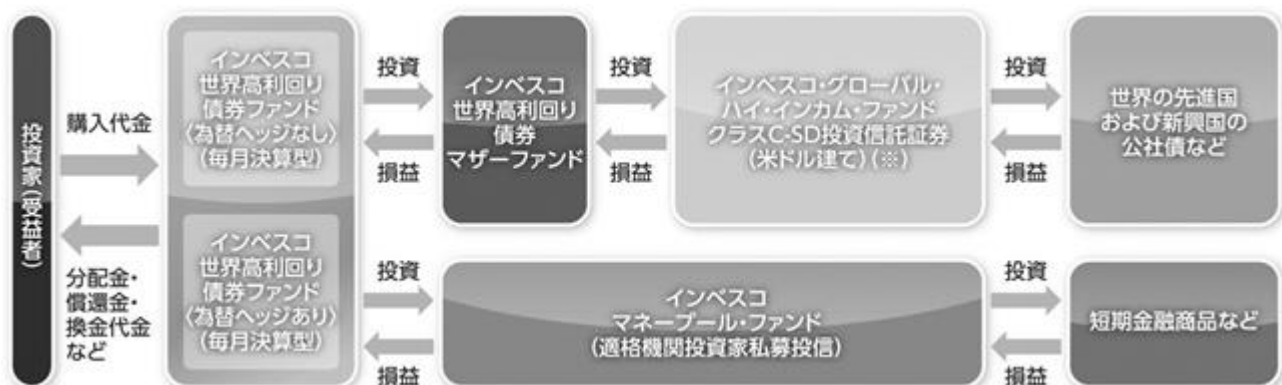 投資家(受益者)
購入代金
分配金・
償還金・
換金代金
など
インベスコ
世界高利回り
債券ファンド
〈為替ヘッジなし〉
(毎月決算型)
インベスコ
世界高利回り
債券ファンド
〈為替ヘッジあり〉
(毎月決算型)
投資
損益
インベスコ
世界高利回り
債券
マザーファンド
投資
損益
インベスコ・グローバル・
ハイ・インカム・ファンド
クラスC-SD投資信託証券
(米ドル建て)(※)
投資
損益
世界の先進国
および新興国の
公社債など
投資
損益
インベスコ
マネープール・ファンド
(適格機関投資家私募投信)
投資
損益
短期金融商品など